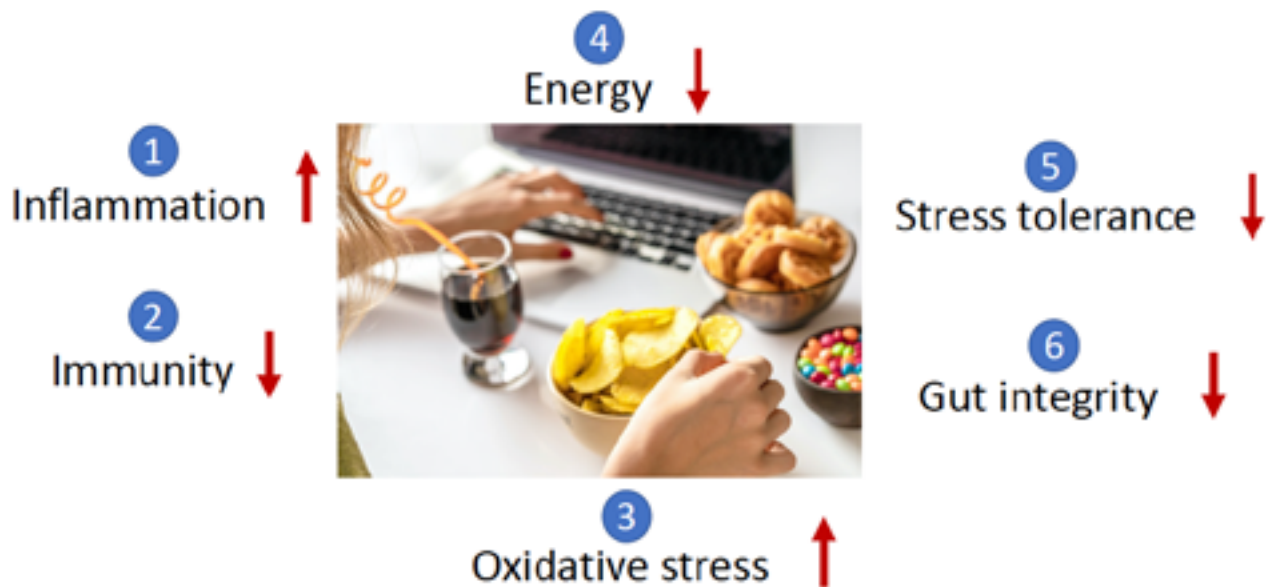 4
Energy
1
Inflammation
5
Stress tolerance
2
Immunity
6
Gut integrity
3
Oxidative stress